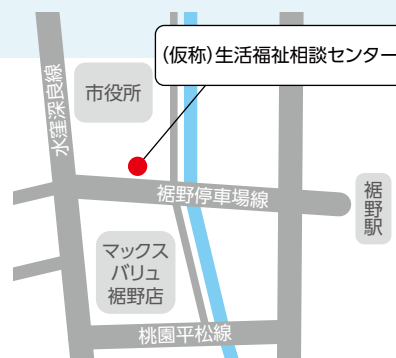 (仮称)生活福祉相談センター
市役所
水窪深良線
裾野停車場線
裾野駅
マックス
バリュ
裾野店
桃園平松線